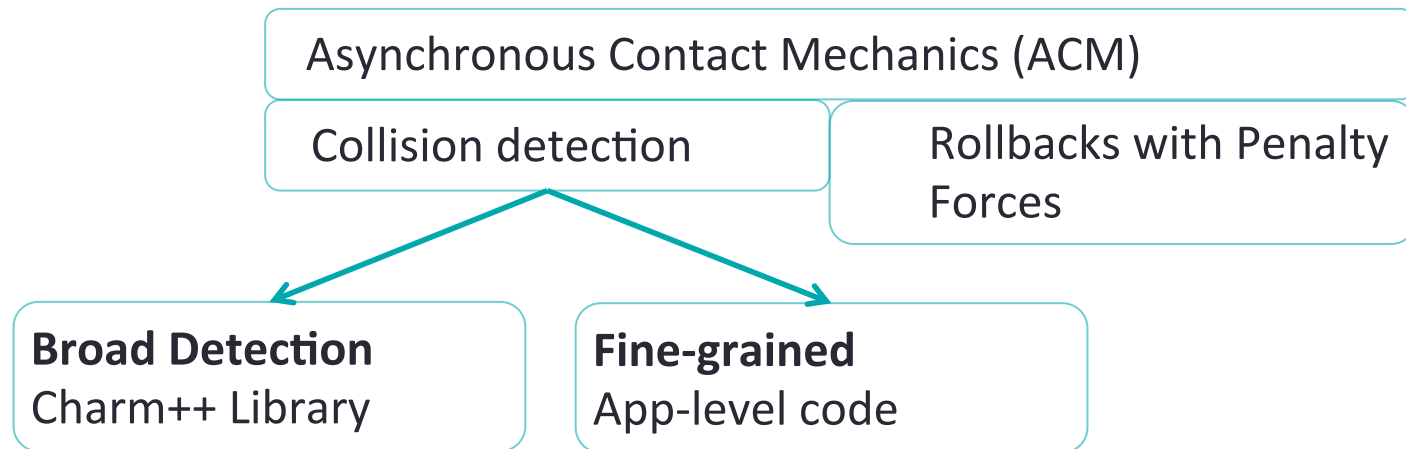 Asynchronous Contact Mechanics (ACM)
Collision detection
Rollbacks with Penalty
Forces
Broad Detection
Charm++ Library
Fine-grained
App-level code